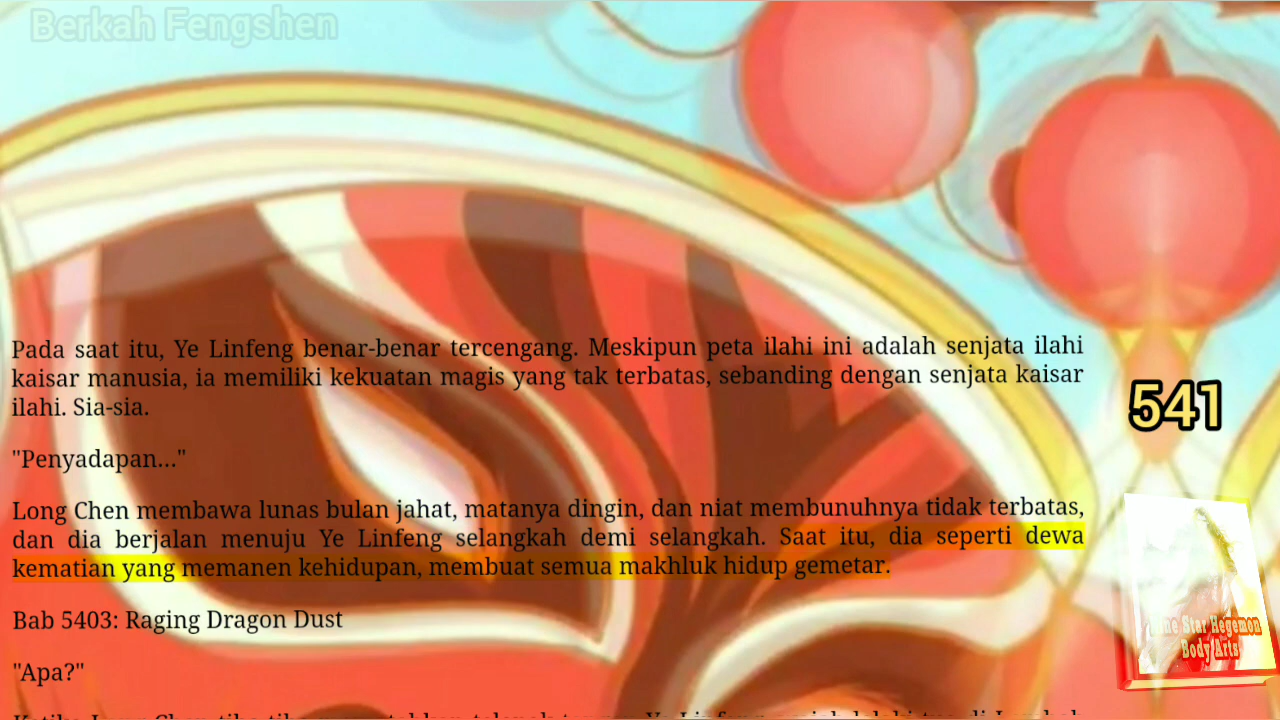 Berkah Fengshen
Pada saat itu, Ye Linfeng benar-benar tercengang. Meskipun peta ilahi ini adalah senjata ilahi
kaisar manusia, ia memiliki kekuatan magis yang tak terbatas, sebanding dengan senjata kaisar
ilahi. Sia-sia.
541
"Penyadapan..."
Long Chen membawa lunas bulan jahat, matanya dingin, dan niat membunuhnya tidak terbatas,
dan dia berjalan menuju Ye Linfeng selangkah demi selangkah. Saat itu, dia seperti dewa
kematian yang memanen kehidupan, membuat semua makhluk hidup gemetar.
Bab 5403: Raging Dragon Dust
Star Hegemon
Body Arts
"Apa?"